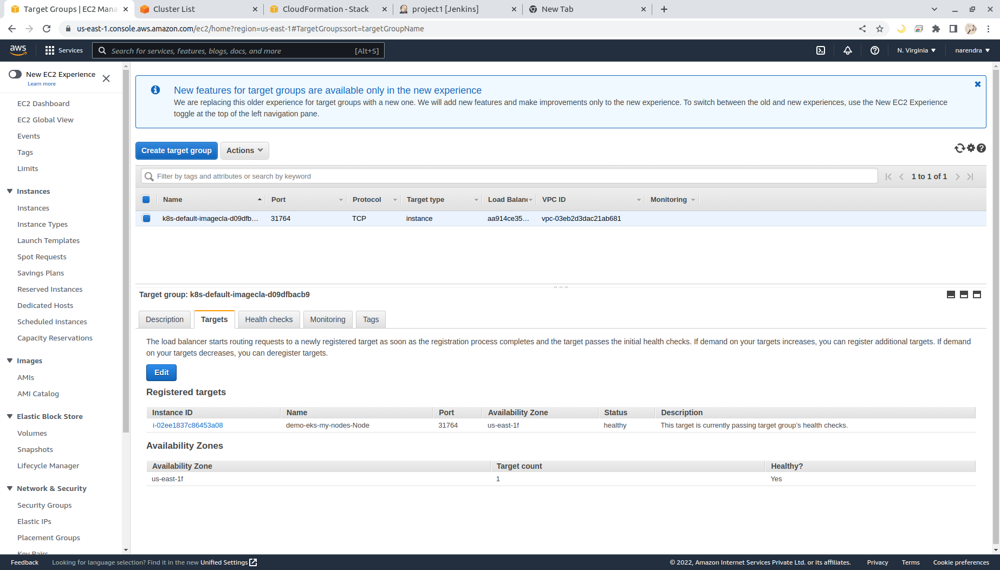 Target Groups | EC2 Mana
Cluster List
CloudFormation - Stack
project1 [Jenkins]
New Tab
us-east-1.console.aws.amazon.com/ec2/home?region=us-east-1#TargetGroups:sort=targetGroupName
aws
Services
Search for services, features, blogs, docs, and more
[Alt+S]
N. Virginia
narendra
New EC2 Experience
Learn more
EC2 Dashboard
EC2 Global View
Events
Tags
Limits
Instances
Instances
Instance Types
Launch Templates
Spot Requests
Savings Plans
Reserved Instances
Dedicated Hosts
Scheduled Instances
Capacity Reservations
Images
AMIs
AMI Catalog
Elastic Block Store
Volumes
Snapshots
Lifecycle Manager
Network & Security
Security Groups
Elastic IPs
Placement Groups
Key Pairs
New features for target groups are available only in the new experience
We are replacing this older experience for target groups with a new one. We will add new features and make improvements only to the new experience. To switch between the old and new experiences, use the New EC2 Experience
toggle at the top of the left navigation pane.
Create target group
Actions
Filter by tags and attributes or search by keyword
1 to 1 of 1
Name Port Protocol Target type Load Balanc VPC ID Monitoring
k8s-default-imagecla-d09dfb... 31764 TCP instance aa914ce35... vpc-03eb2d3dac21ab681
Target group: k8s-default-imagecla-d09dfbacb9
Description Targets Health checks Monitoring Tags
The load balancer starts routing requests to a newly registered target as soon as the registration process completes and the target passes the initial health checks. If demand on your targets increases, you can register additional targets. If demand
on your targets decreases, you can deregister targets.
Edit
Registered targets
Instance ID Name Port Availability Zone Status Description
i-02ee1837c86453a08 demo-eks-my-nodes-Node 31764 us-east-1f healthy This target is currently passing target group's health checks.
Availability Zones
Availability Zone Target count Healthy?
us-east-1f 1 Yes
Feedback
Looking for language selection? Find it in the new Unified Settings
© 2022, Amazon Internet Services Private Ltd. or its affiliates.
Privacy
Terms
Cookie preferences